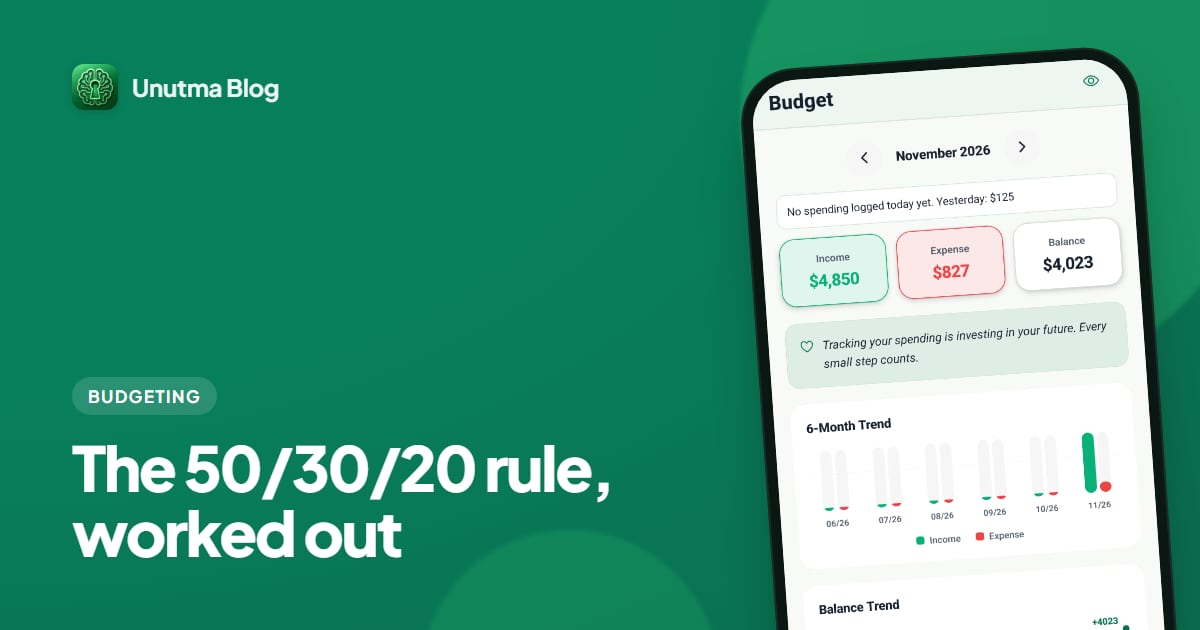 Unutma Blog
BUDGETING
The 50/30/20 rule,
worked out
Budget
November 2026
No spending logged today yet. Yesterday: $125
Income
$4,850
Expense
$827
Balance
$4,023
Tracking your spending is investing in your future. Every
small step counts.
6-Month Trend
06/26
07/26
08/26
09/26
10/26
11/26
Income
Expense
Balance Trend
+4023